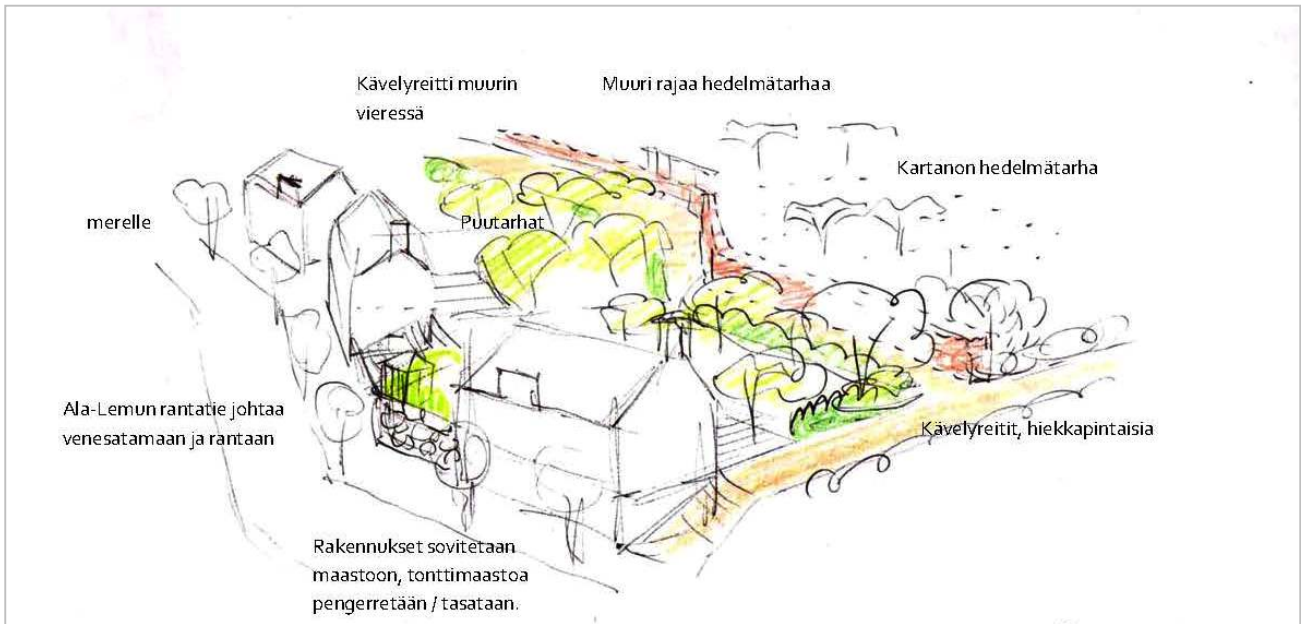 Kävelyreitti muurin
vieressä
Muuri rajaa hedelmätarhaa
Kartanon hedelmätarha
merelle
Puutarhat
Ala-Lemun rantatie johtaa
venesatamaan ja rantaan
Kävelyreitit, hiekkapintaisia
Rakennukset sovitetaan
maastoon, tonttimaastoa
pengerretään / tasataan.